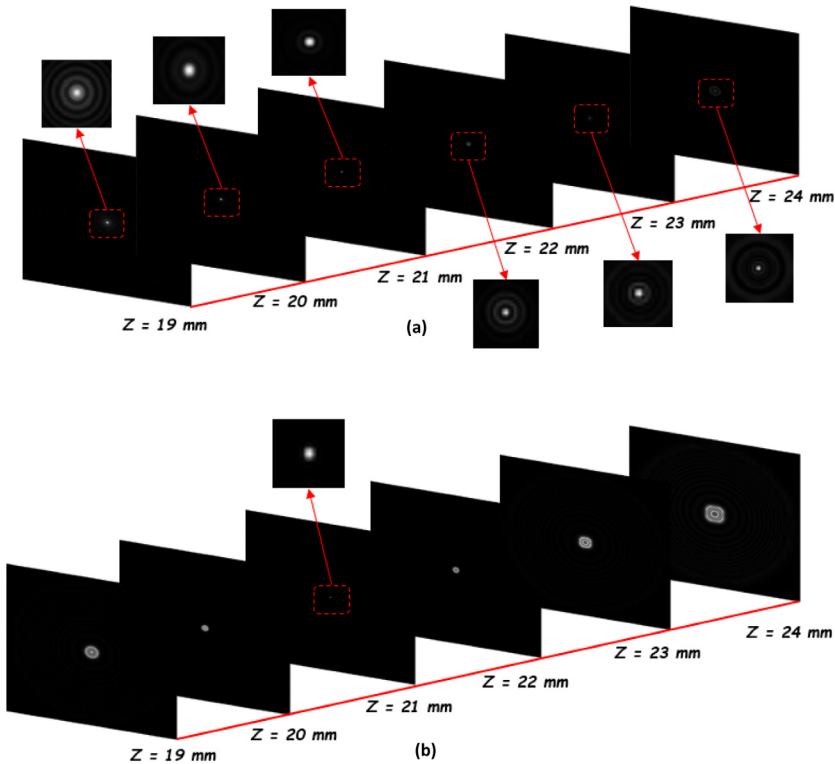 Z = 24 mm
Z = 23 mm
Z = 22 mm
Z = 21 mm
Z = 20 mm
Z = 19 mm
(a)
Z = 24 mm
Z = 23 mm
Z = 22 mm
Z = 21 mm
Z = 20 mm
Z = 19 mm
(b)